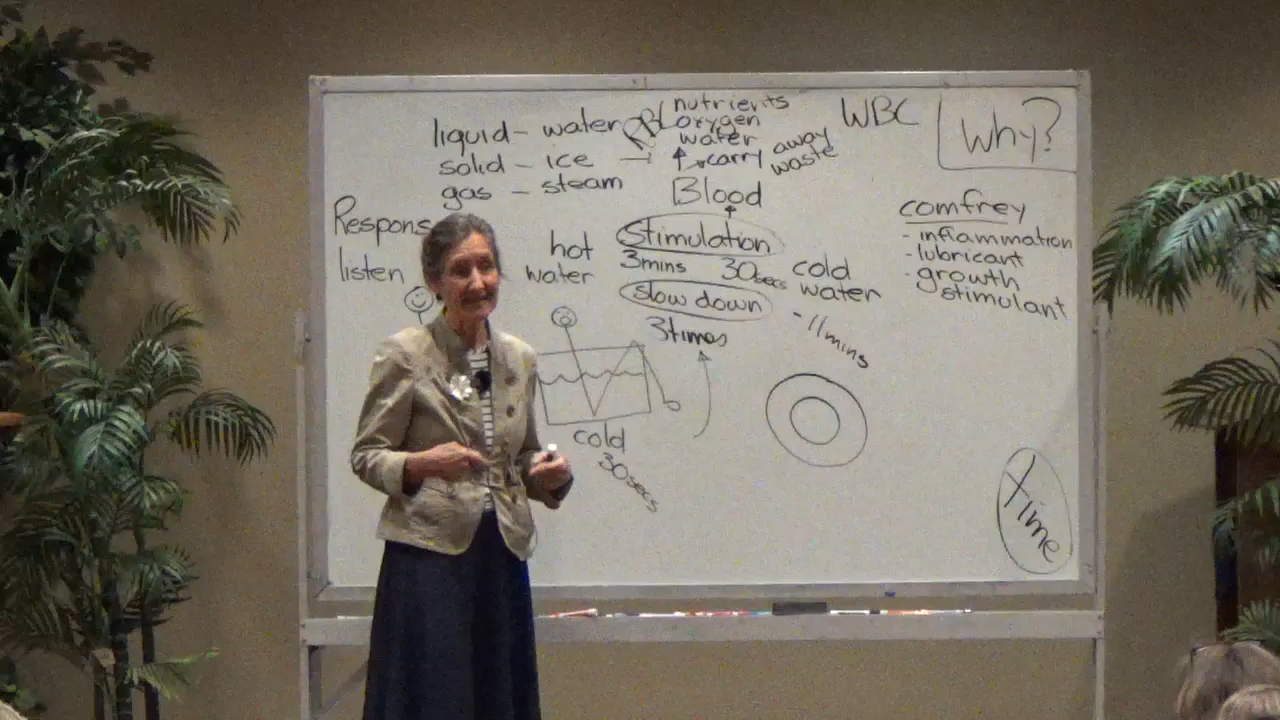 nutrients
liquid - water RBC oxygen WBC Why?
water
solid - ice → carry away waste
gas - steam Blood
Respons
comfrey
listen
hot water
Stimulation
3mins 30secs
cold water
- inflammation
- lubricant
- growth stimulant
slow down
3times
- 11mins
cold
30secs
time